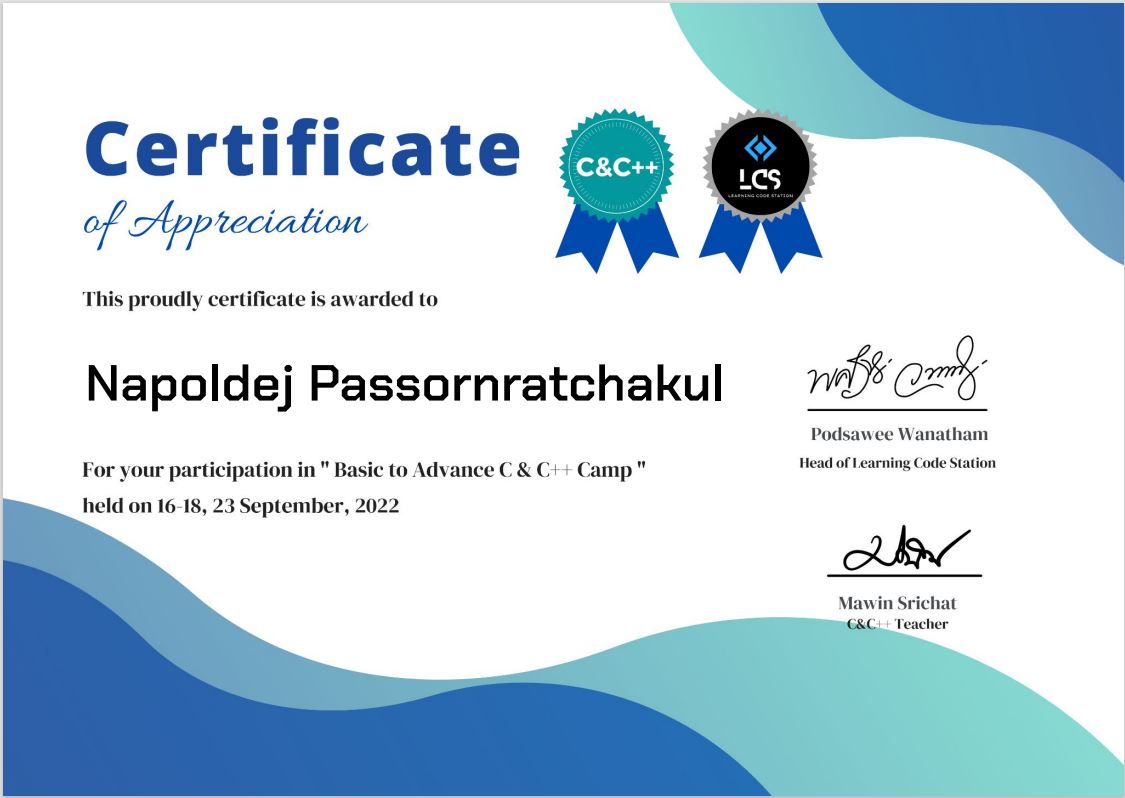 Certificate
of Appreciation
C&C++
LCS
LEARNING CODE STATION
This proudly certificate is awarded to
Napoldej Passornratchakul
For your participation in " Basic to Advance C & C++ Camp "
held on 16-18, 23 September, 2022
Podsawee Wanatham
Head of Learning Code Station
Mawin Srichat
C&C++ Teacher